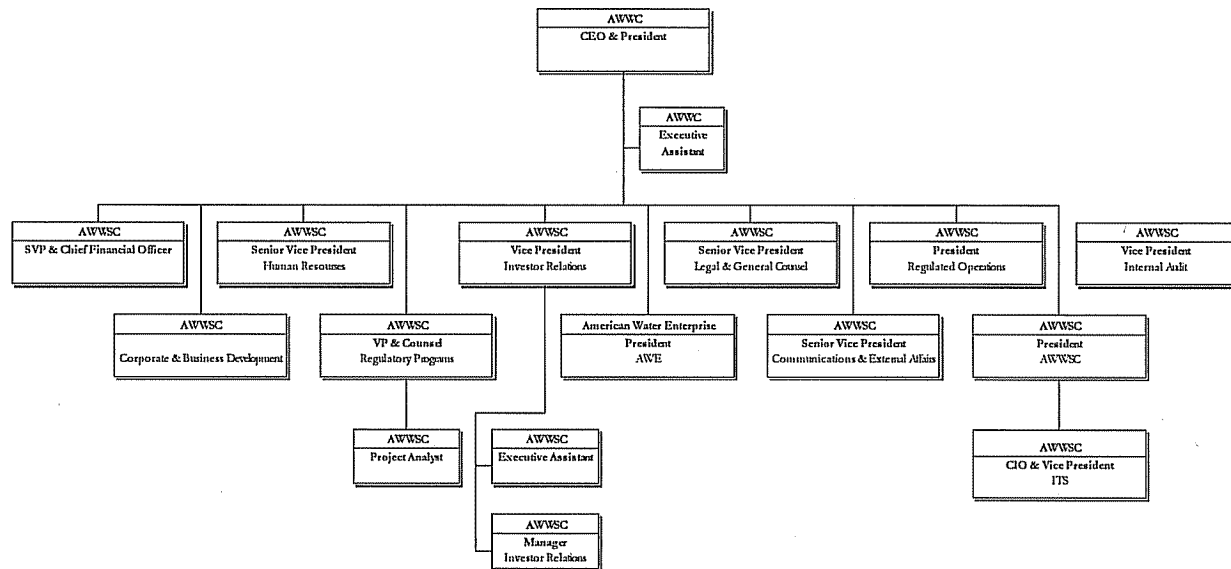 AWWC
CEO & President
AWWC
Executive
Assistant
AWWSC
SVP & Chief Financial Officer
AWWSC
Senior Vice President
Human Resourses
AWWSC
Vice President
Investor Relations
AWWSC
Senior Vice President
Legal & General Counsel
AWWSC
President
Regulated Operations
AWWSC
Vice President
Internal Audit
AWWSC
Corporate & Business Development
AWWSC
VP & Counsel
Regulatory Programs
American Water Enterprise
President
AWE
AWWSC
Senior Vice President
Communications & External Affairs
AWWSC
President
AWWSC
AWWSC
Project Analyst
AWWSC
Executive Assistant
AWWSC
CIO & Vice President
ITS
AWWSC
Manager
Investor Relations